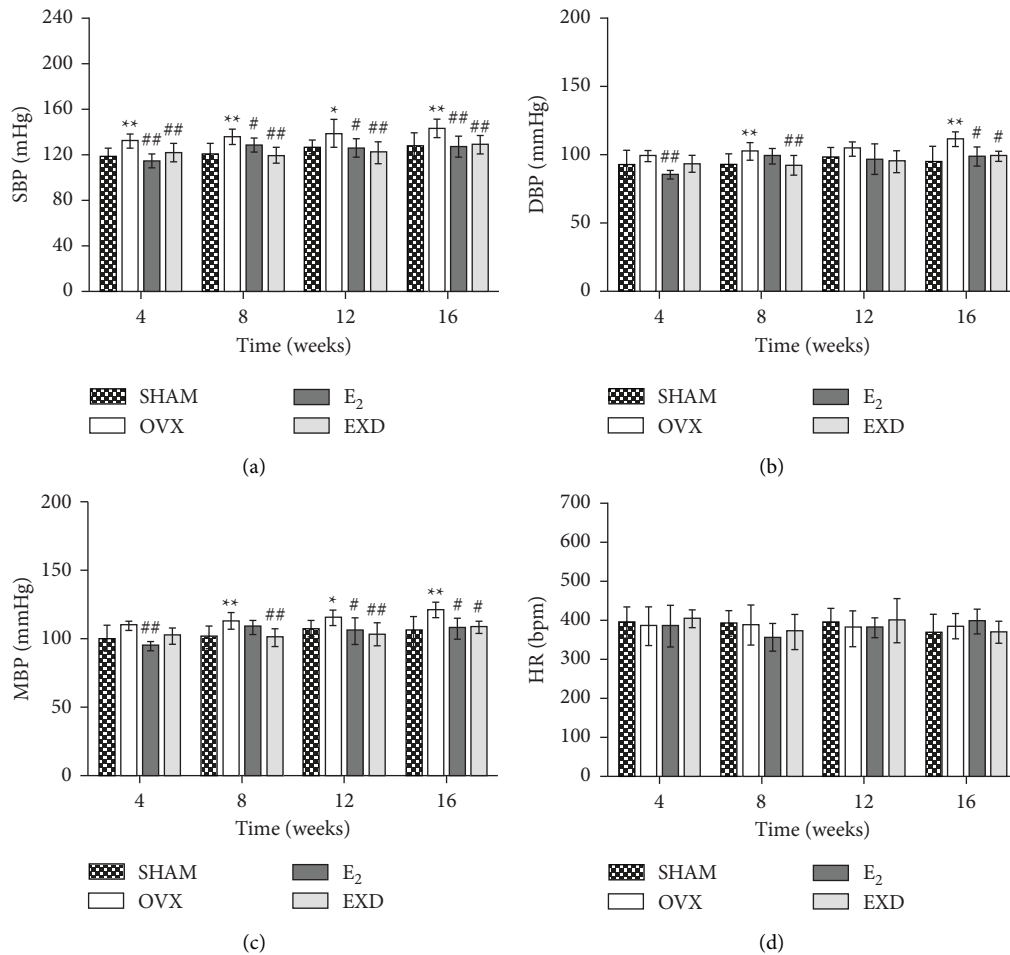 240
180
120
80
40
0
SBP (mHg)
**
##
##
**
#
##
*
#
##
**
##
##
4
8
12
16
Time (weeks)
SHAM
E₂
OVX
EXD
(a)
200
150
100
50
0
DBP (mmHg)
##
**
##
**
#
#
4
8
12
16
Time (weeks)
SHAM
E₂
OVX
EXD
(b)
200
150
100
50
0
MBP (mmHg)
##
**
##
*
#
##
**
#
#
4
8
12
16
Time (weeks)
SHAM
E₂
OVX
EXD
(c)
700
600
500
400
300
200
100
0
HR (bpm)
4
8
12
16
Time (weeks)
SHAM
E₂
OVX
EXD
(d)